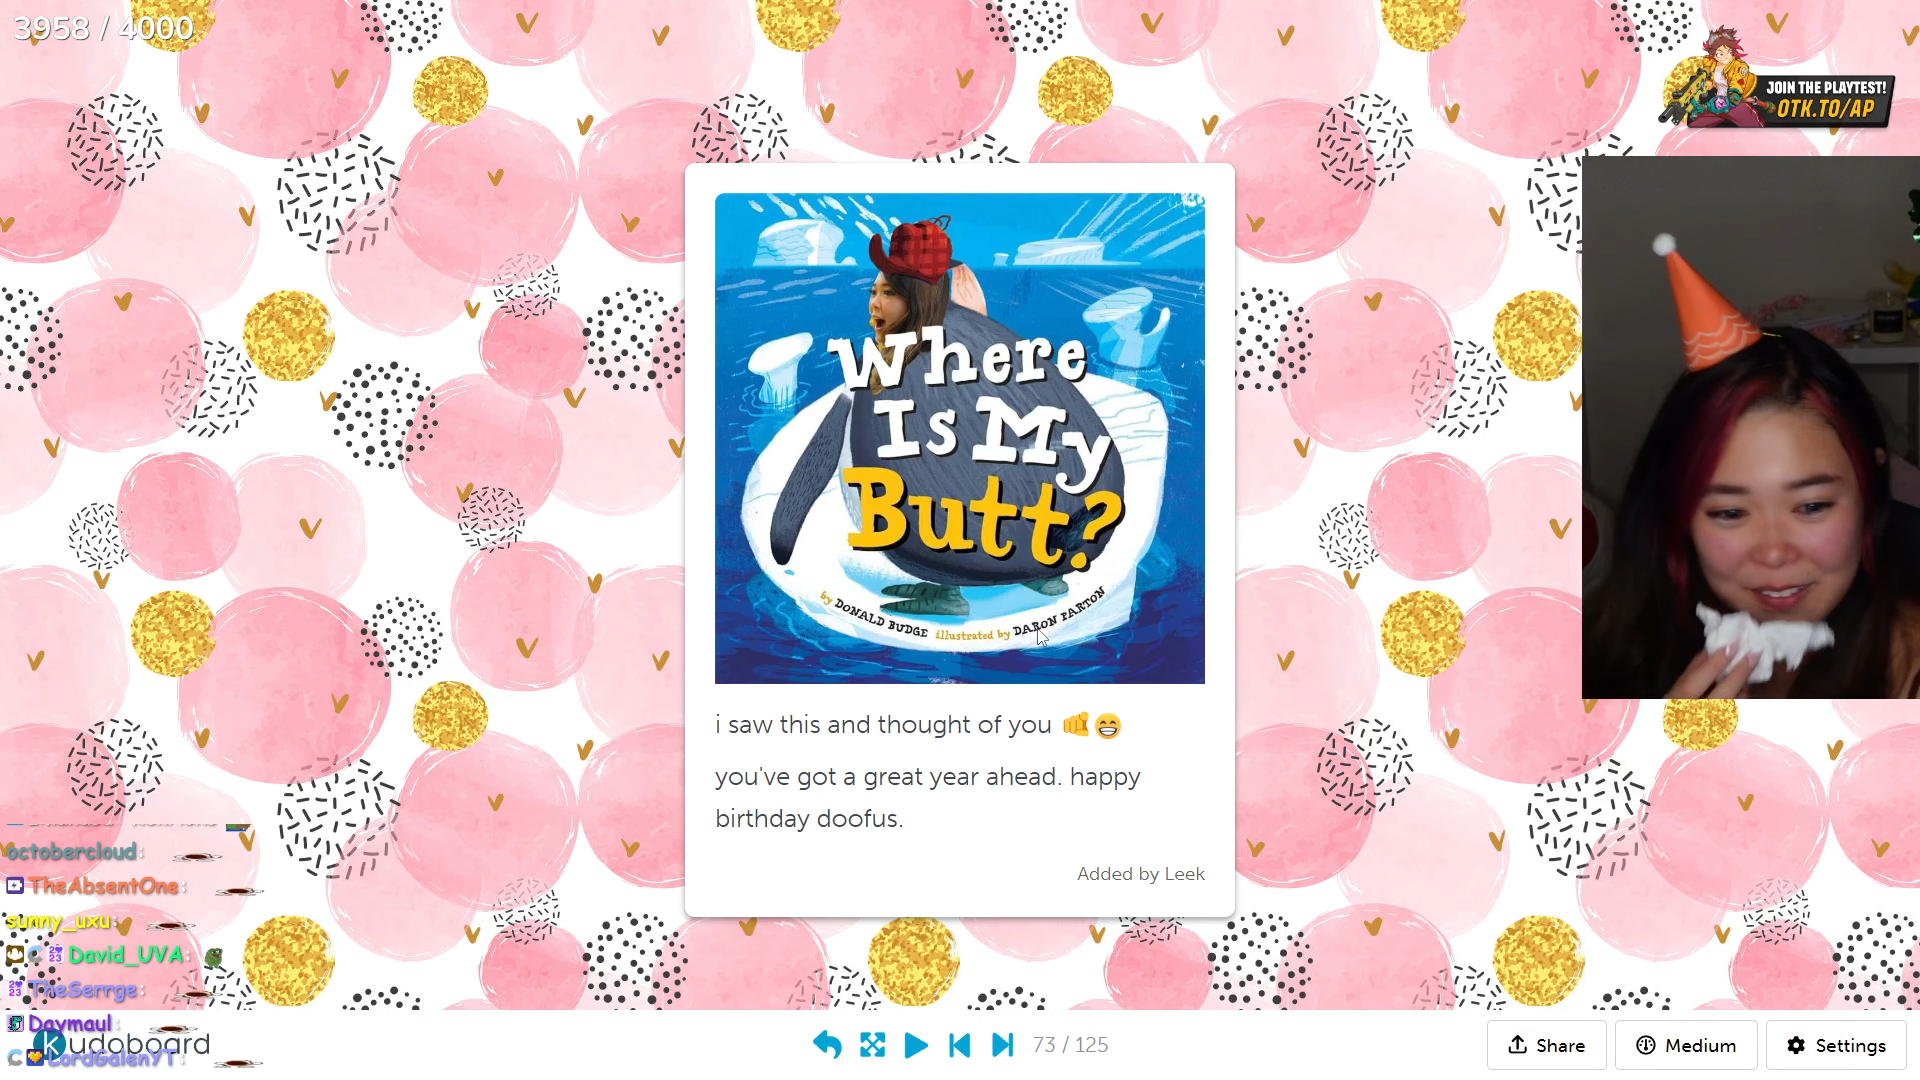 3958 / 4000
JOIN THE PLAYTEST!
OTK.TO/AP
Where
Is My
Butt?
by DONALD BUDGE illustrated by DARON PARTON
i saw this and thought of you 🫵😁
you've got a great year ahead. happy
birthday doofus.
Added by Leek
octobercloud:
TheAbsentOne:
sunny_uxu:
David_UVA:
TheSerrge:
Daymaul:
kudoboard
LordGalenYT:
73 / 125
Share
Medium
Settings